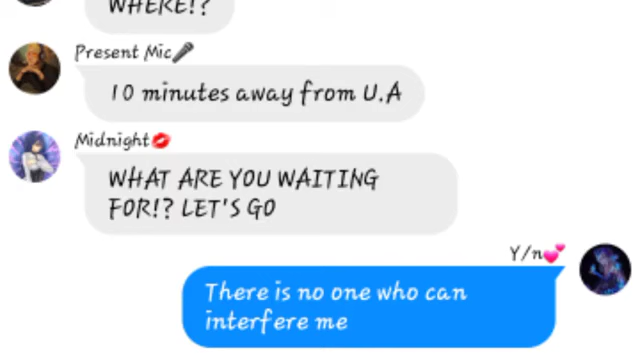 WHERE!?
Present Mic🎤
10 minutes away from U.A
Midnight💋
WHAT ARE YOU WAITING
FOR!? LET'S GO
Y/n💕
There is no one who can
interfere me